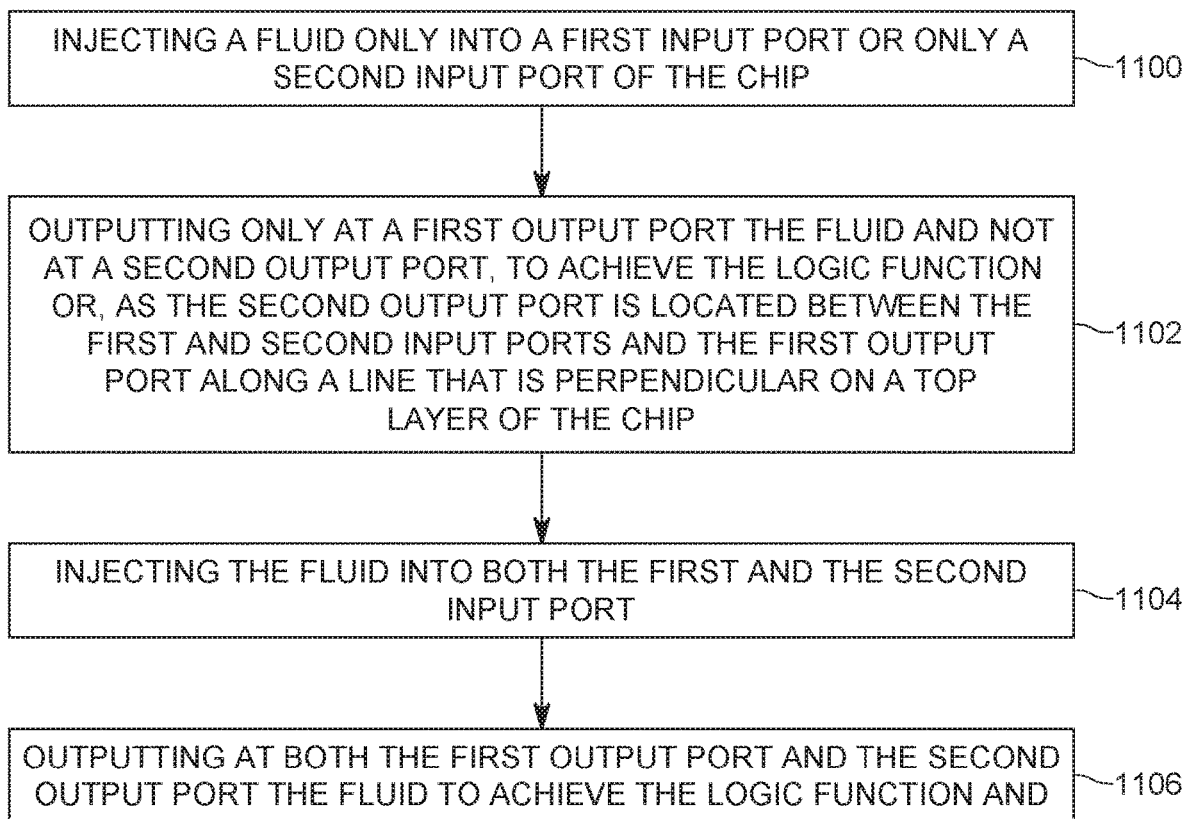 INJECTING A FLUID ONLY INTO A FIRST INPUT PORT OR ONLY A
SECOND INPUT PORT OF THE CHIP
1100
OUTPUTTING ONLY AT A FIRST OUTPUT PORT THE FLUID AND NOT
AT A SECOND OUTPUT PORT, TO ACHIEVE THE LOGIC FUNCTION
OR, AS THE SECOND OUTPUT PORT IS LOCATED BETWEEN THE
FIRST AND SECOND INPUT PORTS AND THE FIRST OUTPUT
PORT ALONG A LINE THAT IS PERPENDICULAR ON A TOP
LAYER OF THE CHIP
1102
INJECTING THE FLUID INTO BOTH THE FIRST AND THE SECOND
INPUT PORT
1104
OUTPUTTING AT BOTH THE FIRST OUTPUT PORT AND THE SECOND
OUTPUT PORT THE FLUID TO ACHIEVE THE LOGIC FUNCTION AND
1106